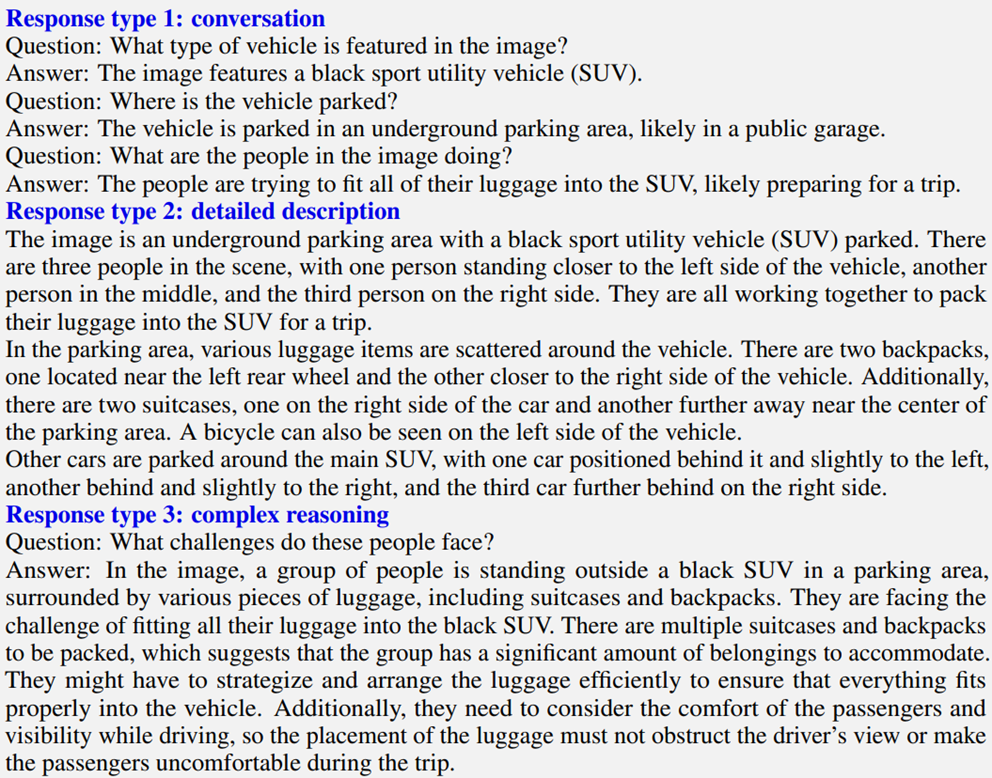 Response type 1: conversation
Question: What type of vehicle is featured in the image?
Answer: The image features a black sport utility vehicle (SUV).
Question: Where is the vehicle parked?
Answer: The vehicle is parked in an underground parking area, likely in a public garage.
Question: What are the people in the image doing?
Answer: The people are trying to fit all of their luggage into the SUV, likely preparing for a trip.
Response type 2: detailed description
The image is an underground parking area with a black sport utility vehicle (SUV) parked. There
are three people in the scene, with one person standing closer to the left side of the vehicle, another
person in the middle, and the third person on the right side. They are all working together to pack
their luggage into the SUV for a trip.
In the parking area, various luggage items are scattered around the vehicle. There are two backpacks,
one located near the left rear wheel and the other closer to the right side of the vehicle. Additionally,
there are two suitcases, one on the right side of the car and another further away near the center of
the parking area. A bicycle can also be seen on the left side of the vehicle.
Other cars are parked around the main SUV, with one car positioned behind it and slightly to the left,
another behind and slightly to the right, and the third car further behind on the right side.
Response type 3: complex reasoning
Question: What challenges do these people face?
Answer: In the image, a group of people is standing outside a black SUV in a parking area,
surrounded by various pieces of luggage, including suitcases and backpacks. They are facing the
challenge of fitting all their luggage into the black SUV. There are multiple suitcases and backpacks
to be packed, which suggests that the group has a significant amount of belongings to accommodate.
They might have to strategize and arrange the luggage efficiently to ensure that everything fits
properly into the vehicle. Additionally, they need to consider the comfort of the passengers and
visibility while driving, so the placement of the luggage must not obstruct the driver's view or make
the passengers uncomfortable during the trip.